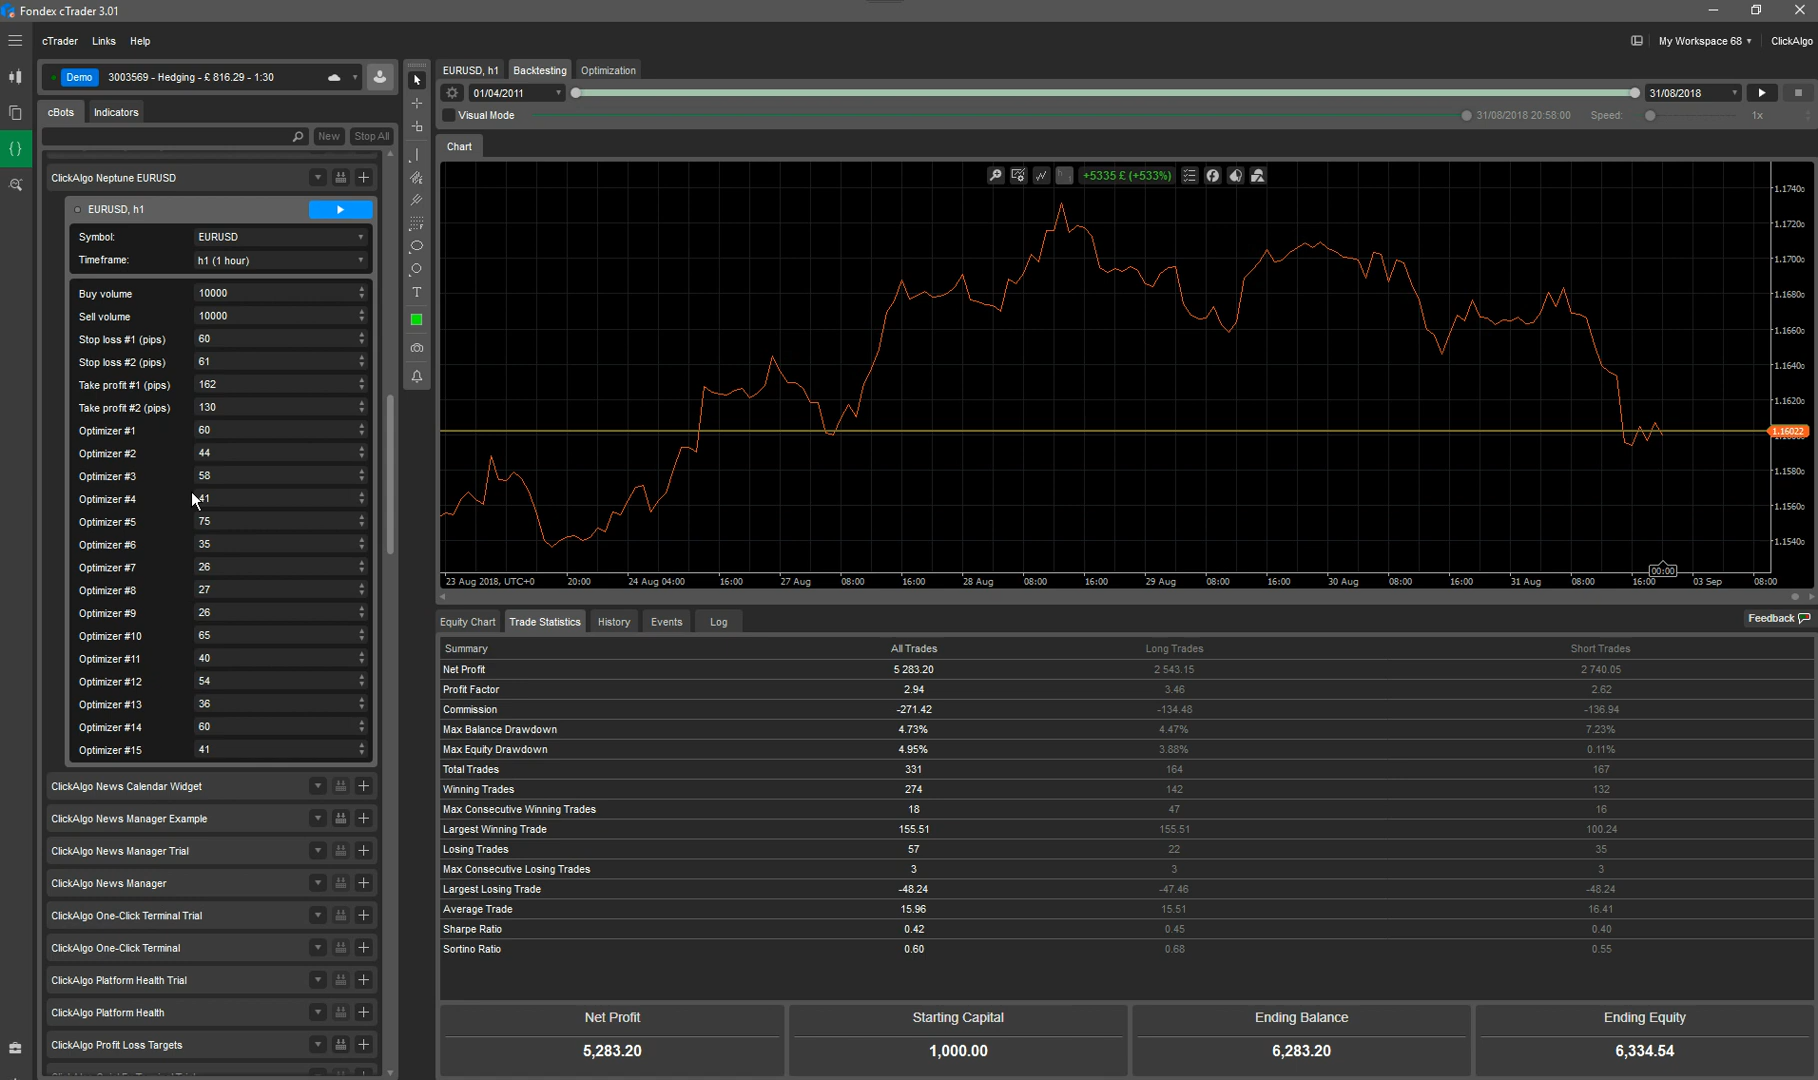 Fondex cTrader 3.01
cTrader Links Help
My Workspace 68 ClickAlgo
Demo 3003569 - Hedging - £ 816.29 - 1:30
EURUSD, h1 Backtesting Optimization
01/04/2011 31/08/2018
Visual Mode 31/08/2018 20:58:00 Speed: 1x
cBots Indicators
New Stop All
Chart
ClickAlgo Neptune EURUSD
EURUSD, h1
Symbol: EURUSD
Timeframe: h1 (1 hour)
Buy volume 10000
Sell volume 10000
Stop loss #1 (pips) 60
Stop loss #2 (pips) 61
Take profit #1 (pips) 162
Take profit #2 (pips) 130
Optimizer #1 60
Optimizer #2 44
Optimizer #3 58
Optimizer #4 41
Optimizer #5 75
Optimizer #6 35
Optimizer #7 26
Optimizer #8 27
Optimizer #9 26
Optimizer #10 65
Optimizer #11 40
Optimizer #12 54
Optimizer #13 36
Optimizer #14 60
Optimizer #15 41
ClickAlgo News Calendar Widget
ClickAlgo News Manager Example
ClickAlgo News Manager Trial
ClickAlgo News Manager
ClickAlgo One-Click Terminal Trial
ClickAlgo One-Click Terminal
ClickAlgo Platform Health Trial
ClickAlgo Platform Health
ClickAlgo Profit Loss Targets
+5335 £ (+533%)
1.17400
1.17200
1.17000
1.16800
1.16600
1.16400
1.16200
1.16022
1.15800
1.15600
1.15400
00:00
23 Aug 2018, UTC+0 20:00 24 Aug 04:00 16:00 27 Aug 08:00 16:00 28 Aug 08:00 16:00 29 Aug 08:00 16:00 30 Aug 08:00 16:00 31 Aug 08:00 16:00 03 Sep 08:00
Equity Chart Trade Statistics History Events Log
Feedback
Summary All Trades Long Trades Short Trades
Net Profit 5 283.20 2 543.15 2 740.05
Profit Factor 2.94 3.46 2.62
Commission -271.42 -134.48 -136.94
Max Balance Drawdown 4.73% 4.47% 7.23%
Max Equity Drawdown 4.95% 3.88% 0.11%
Total Trades 331 164 167
Winning Trades 274 142 132
Max Consecutive Winning Trades 18 47 16
Largest Winning Trade 155.51 155.51 100.24
Losing Trades 57 22 35
Max Consecutive Losing Trades 3 3 3
Largest Losing Trade -48.24 -47.46 -48.24
Average Trade 15.96 15.51 16.41
Sharpe Ratio 0.42 0.45 0.40
Sortino Ratio 0.60 0.68 0.55
Net Profit Starting Capital Ending Balance Ending Equity
5,283.20 1,000.00 6,283.20 6,334.54